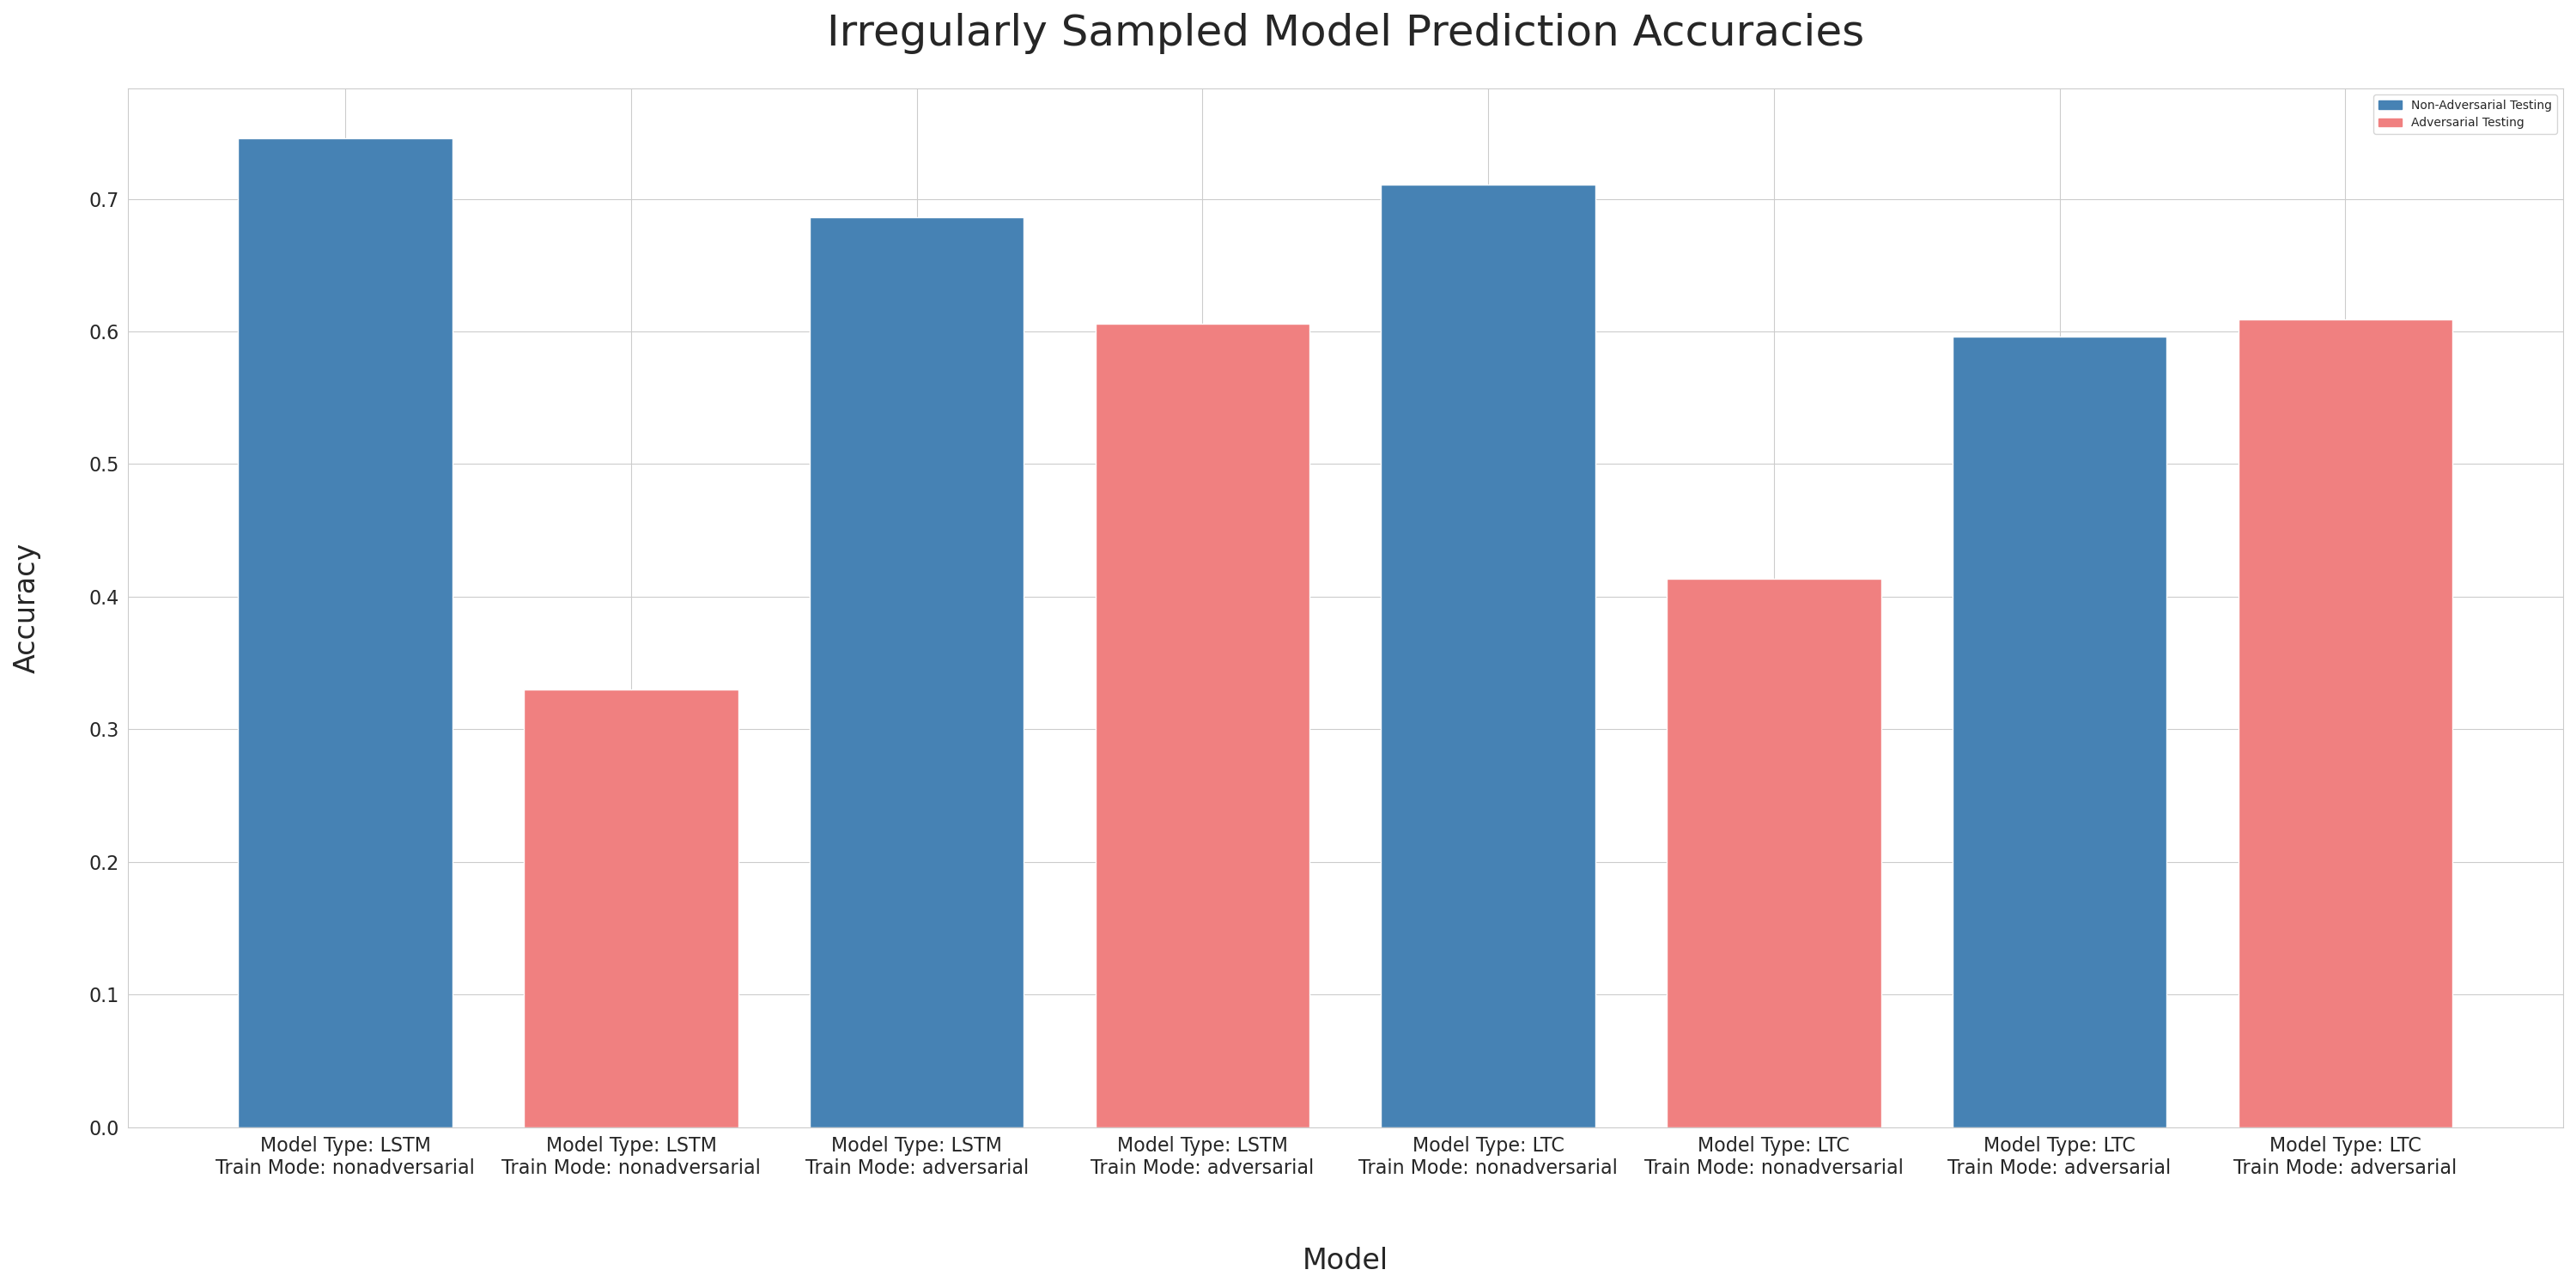 Irregularly Sampled Model Prediction Accuracies
Non-Adversarial Testing
Adversarial Testing
Accuracy
0.7
0.6
0.5
0.4
0.3
0.2
0.1
0.0
Model Type: LSTM
Train Mode: nonadversarial
Model Type: LSTM
Train Mode: nonadversarial
Model Type: LSTM
Train Mode: adversarial
Model Type: LSTM
Train Mode: adversarial
Model Type: LTC
Train Mode: nonadversarial
Model Type: LTC
Train Mode: nonadversarial
Model Type: LTC
Train Mode: adversarial
Model Type: LTC
Train Mode: adversarial
Model